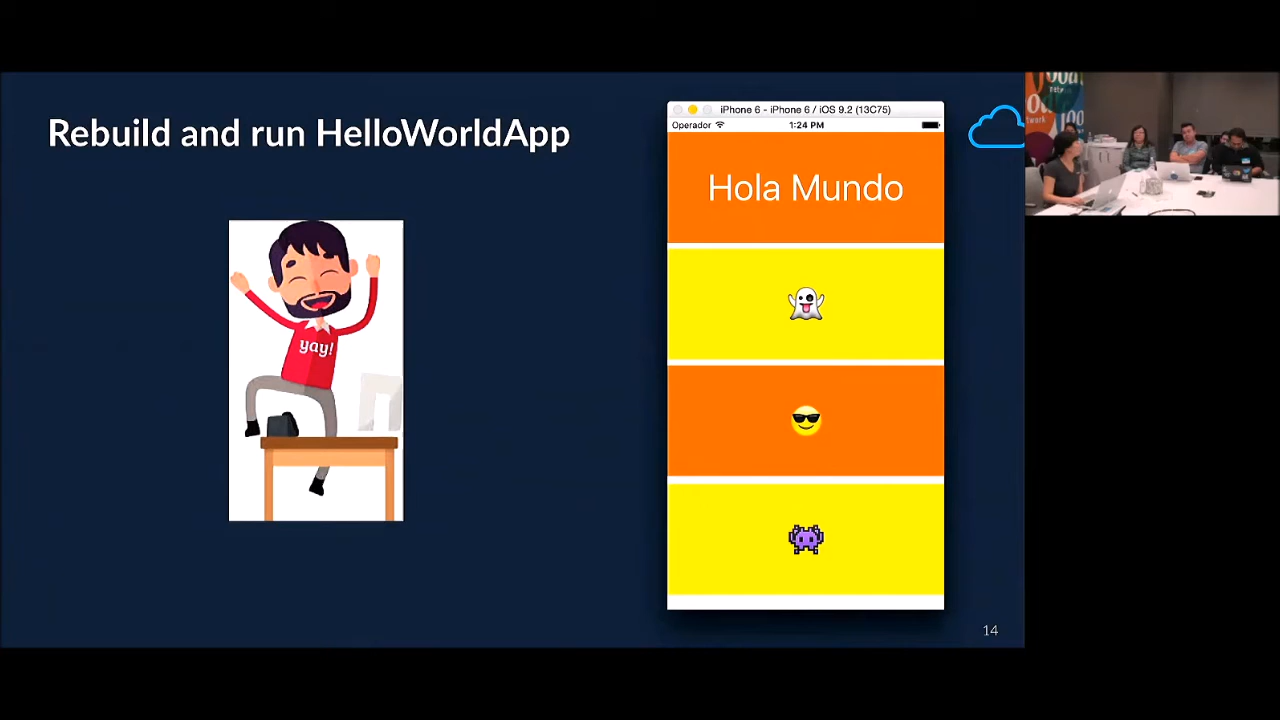 Rebuild and run HelloWorldApp
yay!
iPhone 6 - iPhone 6 / iOS 9.2 (13C75)
Operador
1:24 PM
Hola Mundo
14